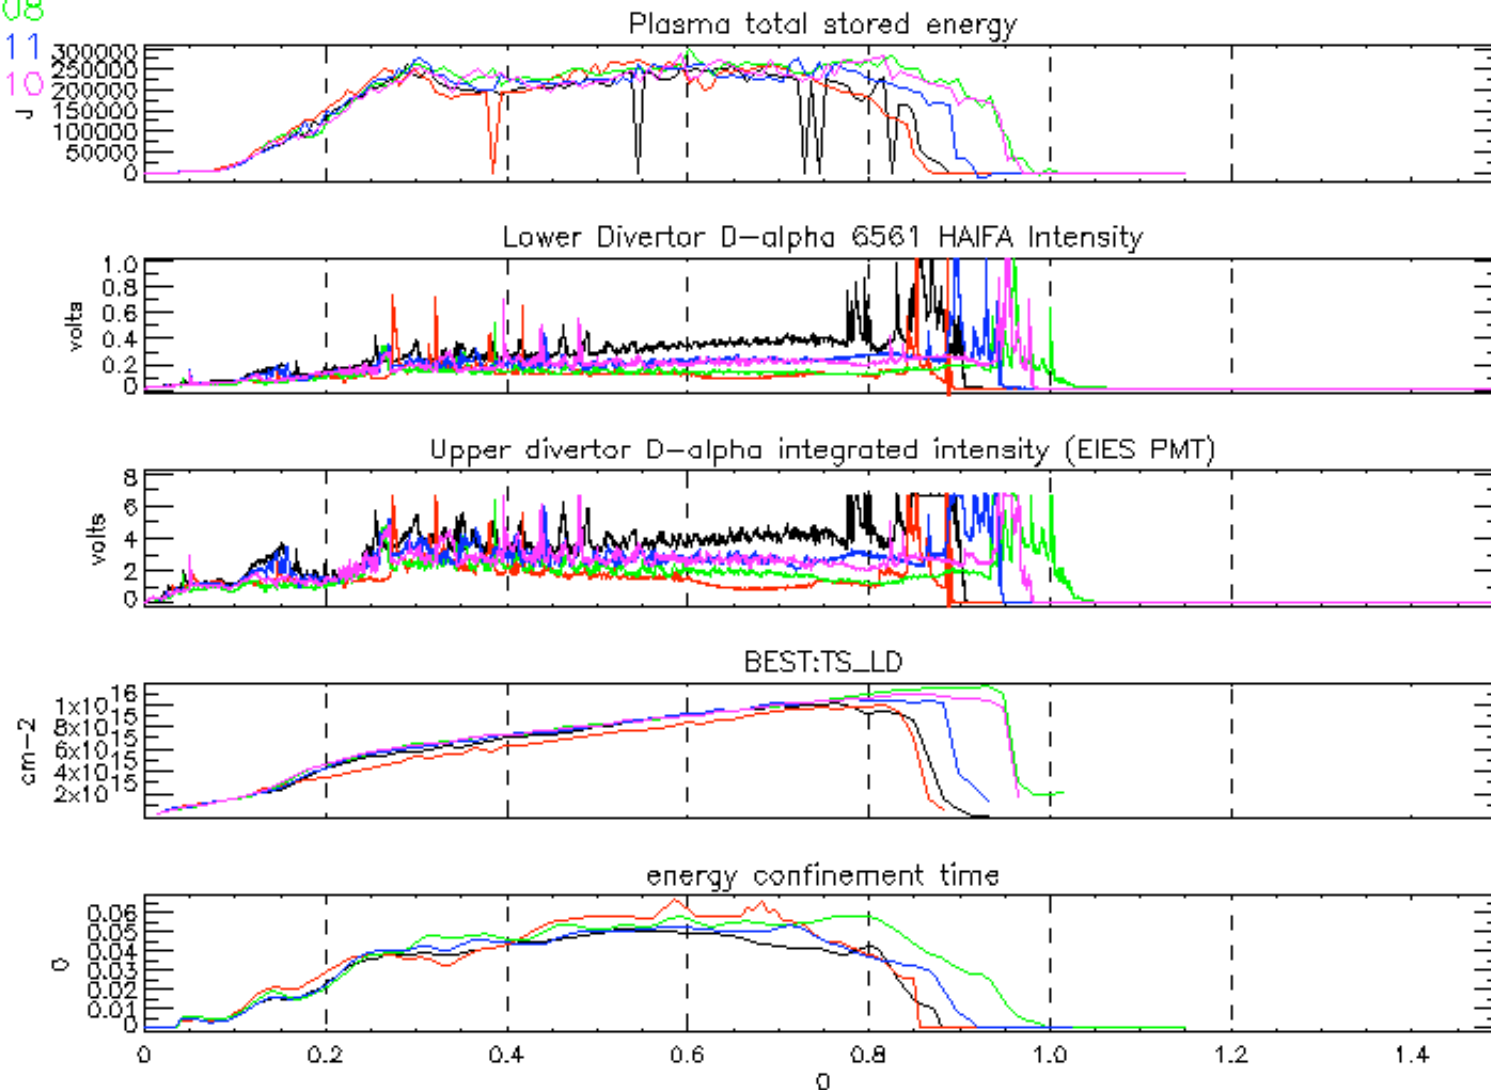 08
11
10
Plasma total stored energy
300000
250000
200000
150000
100000
50000
0
J
Lower Divertor D-alpha 6561 HAIFA Intensity
1.0
0.8
0.6
0.4
0.2
0
volts
Upper divertor D-alpha integrated intensity (EIES PMT)
8
6
4
2
0
volts
BEST:TS_LD
1x10^16
8x10^15
6x10^15
4x10^15
2x10^15
cm-2
energy confinement time
0.06
0.05
0.04
0.03
0.02
0.01
0
0
0 0.2 0.4 0.6 0.8 1.0 1.2 1.4
0